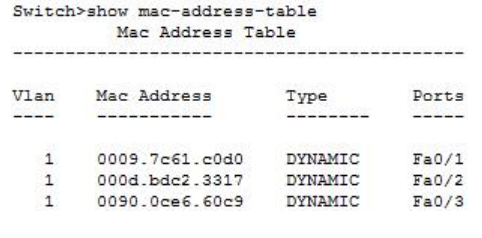 Switch>show mac-address-table
Mac Address Table
-------------------------------------------
Vlan Mac Address Type Ports
---- ----------- -------- -----
1 0009.7c61.c0d0 DYNAMIC Fa0/1
1 000d.bdc2.3317 DYNAMIC Fa0/2
1 0090.0ce6.60c9 DYNAMIC Fa0/3